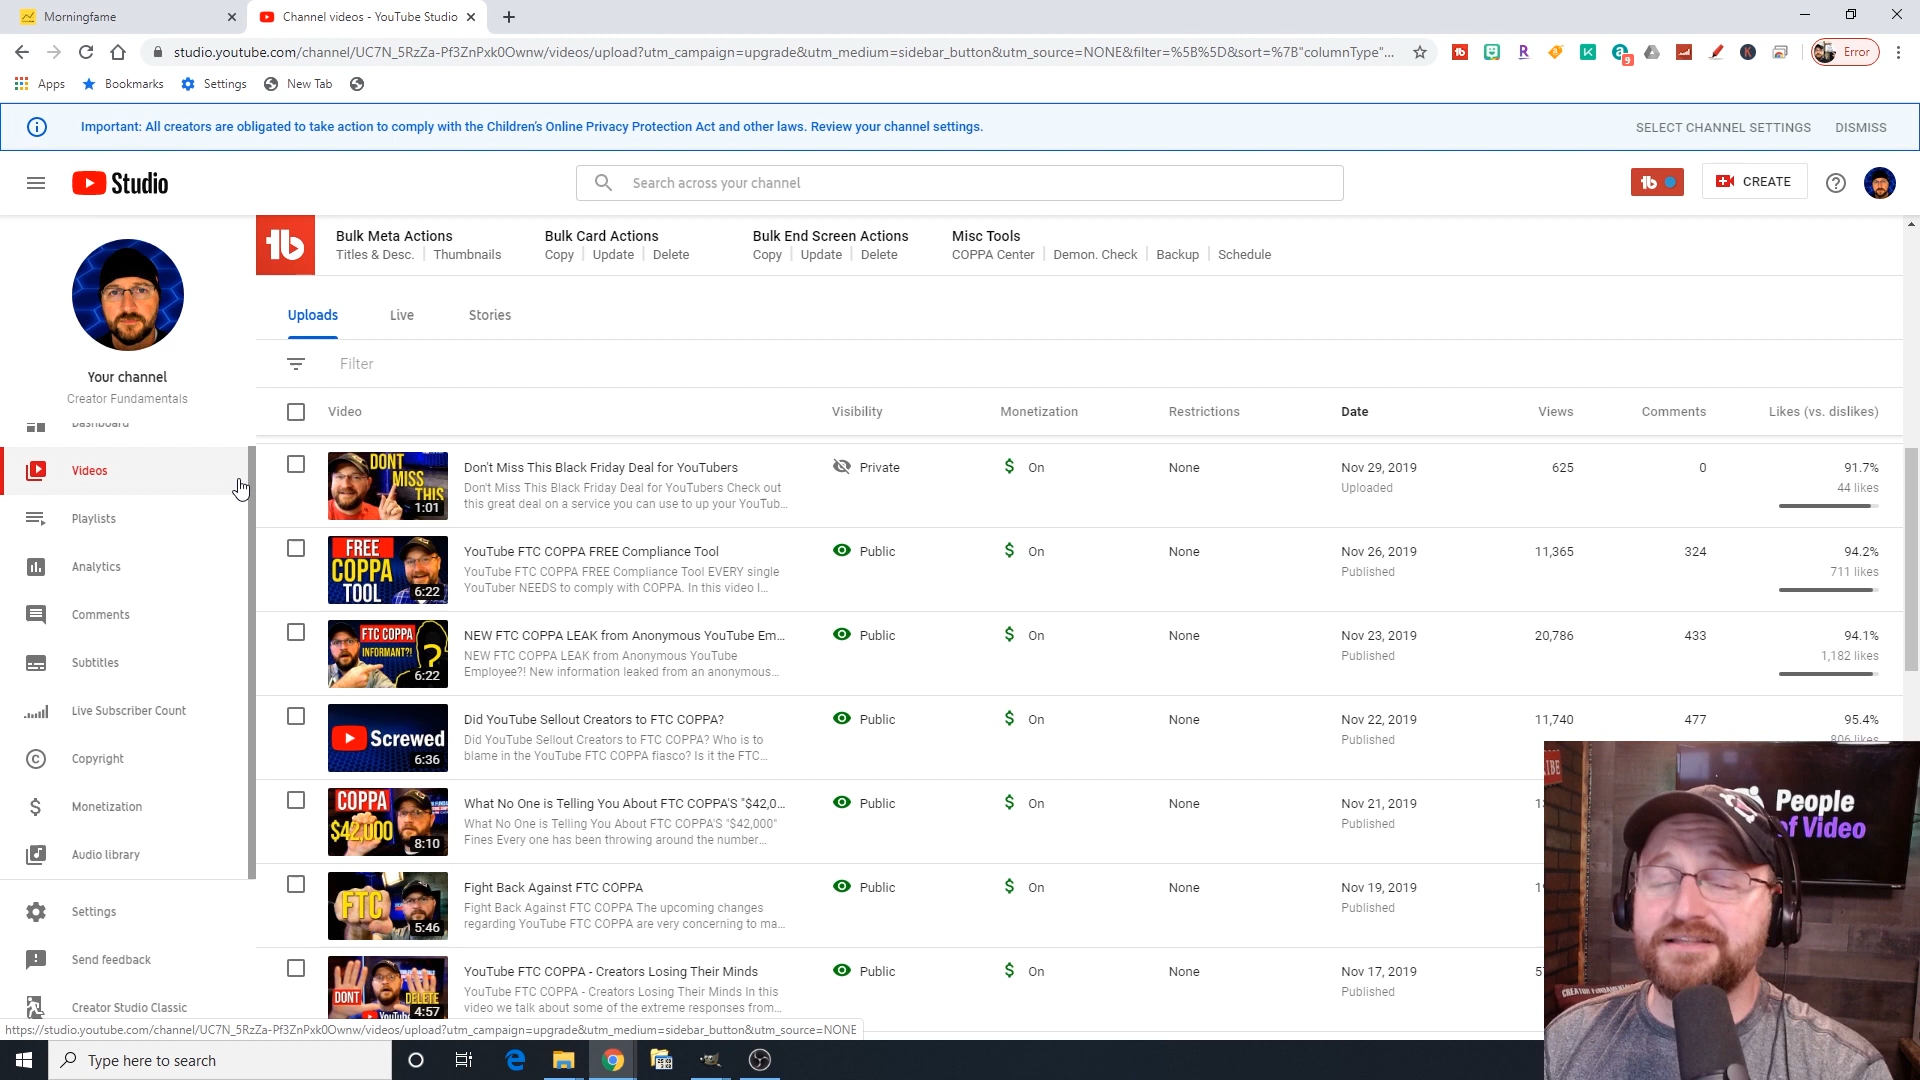 Morningfame
Channel videos - YouTube Studio
studio.youtube.com/channel/UC7N_5RzZa-Pf3ZnPxk0Ownw/videos/upload?utm_campaign=upgrade&utm_medium=sidebar_button&utm_source=NONE&filter=%5B%5D&sort=%7B"columnType"...
9
Error
Apps Bookmarks Settings New Tab
Important: All creators are obligated to take action to comply with the Children's Online Privacy Protection Act and other laws. Review your channel settings.
SELECT CHANNEL SETTINGS DISMISS
Studio
Search across your channel
tb
CREATE
tb
Bulk Meta Actions Bulk Card Actions Bulk End Screen Actions Misc Tools
Titles & Desc. Thumbnails Copy Update Delete Copy Update Delete COPPA Center Demon. Check Backup Schedule
Your channel
Creator Fundamentals
Dashboard
Videos
Playlists
Analytics
Comments
Subtitles
Live Subscriber Count
Copyright
Monetization
Audio library
Settings
Send feedback
Creator Studio Classic
Uploads Live Stories
Filter
Video Visibility Monetization Restrictions Date Views Comments Likes (vs. dislikes)
DONT MISS THIS
1:01
Don't Miss This Black Friday Deal for YouTubers Private On None Nov 29, 2019 625 0 91.7%
Don't Miss This Black Friday Deal for YouTubers Check out Uploaded 44 likes
this great deal on a service you can use to up your YouTub...
FREE COPPA TOOL
6:22
YouTube FTC COPPA FREE Compliance Tool Public On None Nov 26, 2019 11,365 324 94.2%
YouTube FTC COPPA FREE Compliance Tool EVERY single Published 711 likes
YouTuber NEEDS to comply with COPPA. In this video I...
FTC COPPA INFORMANT?!
?
6:22
NEW FTC COPPA LEAK from Anonymous YouTube Em... Public On None Nov 23, 2019 20,786 433 94.1%
NEW FTC COPPA LEAK from Anonymous YouTube Published 1,182 likes
Employee?! New information leaked from an anonymous...
Screwed
6:36
Did YouTube Sellout Creators to FTC COPPA? Public On None Nov 22, 2019 11,740 477 95.4%
Did YouTube Sellout Creators to FTC COPPA? Who is to Published 806 likes
blame in the YouTube FTC COPPA fiasco? Is it the FTC...
COPPA $42,000
8:10
What No One is Telling You About FTC COPPA'S "$42,0... Public On None Nov 21, 2019
What No One is Telling You About FTC COPPA'S "$42,000" Published
Fines Every one has been throwing around the number...
FTC
5:46
Fight Back Against FTC COPPA Public On None Nov 19, 2019
Fight Back Against FTC COPPA The upcoming changes Published
regarding YouTube FTC COPPA are very concerning to ma...
DONT DELETE
4:57
YouTube FTC COPPA - Creators Losing Their Minds Public On None Nov 17, 2019
YouTube FTC COPPA - Creators Losing Their Minds In this Published
video we talk about some of the extreme responses from...
People
of Video
https://studio.youtube.com/channel/UC7N_5RzZa-Pf3ZnPxk0Ownw/videos/upload?utm_campaign=upgrade&utm_medium=sidebar_button&utm_source=NONE
Type here to search